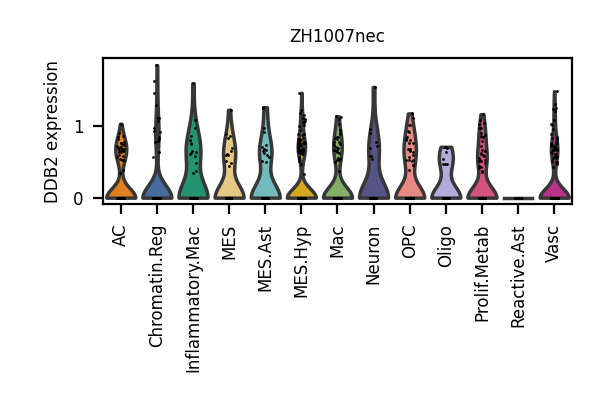 ZH1007nec
DDB2 expression
1
0
AC
Chromatin.Reg
Inflammatory.Mac
MES
MES.Ast
MES.Hyp
Mac
Neuron
OPC
Oligo
Prolif.Metab
Reactive.Ast
Vasc